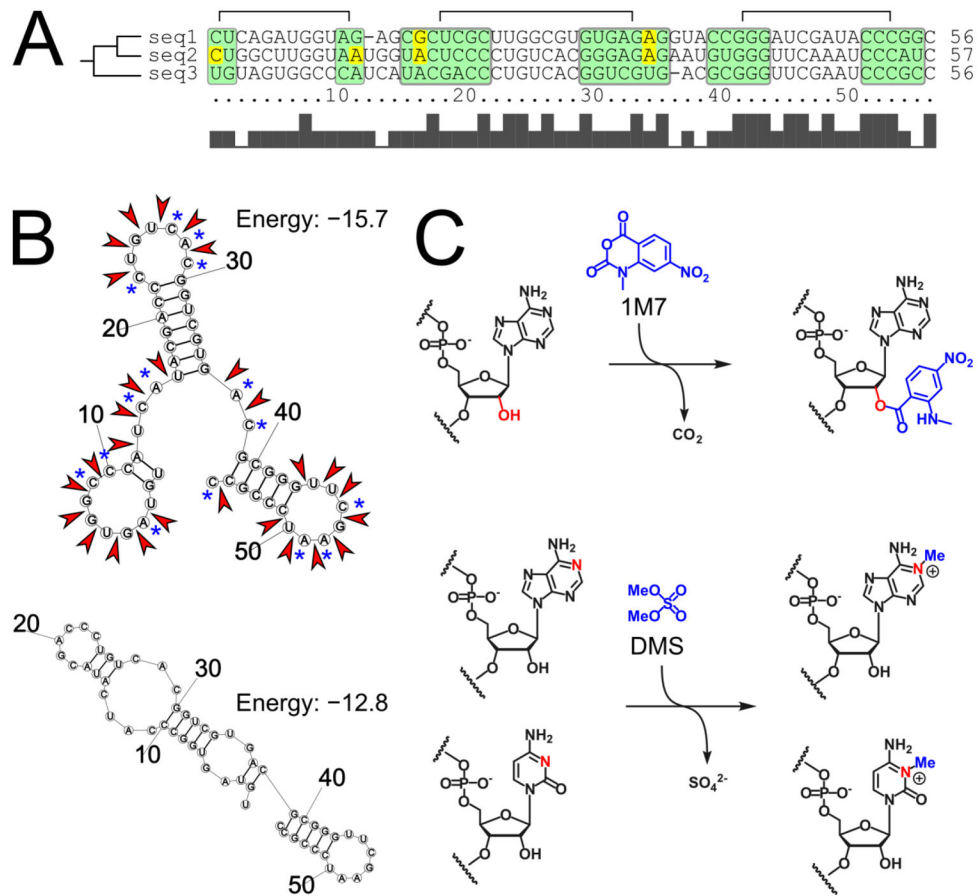 A
seq1 CUCAGAUGGUAG-AGCGCUCGCUUGGCGUGUGAGAGGUACCGGGAUCGAUACCCGGC 56
seq2 CUGGCUUGGUAAUGGUACUCCCCUGUCACGGGAGAGAAUGUGGGUUCAAAUCCCAUC 57
seq3 UGUAGUGGCCCAUCAUACGACCCUGUCACGGUCGUG-ACGCGGGUUCGAAUCCCGCC 56
.........10........20........30........40........50.......
B
Energy: −15.7
30
20
10
40
50
Energy: −12.8
20
30
10
40
50
C
1M7
CO2
DMS
SO4 2-
NH2
OH
NO2
HN
MeO
Me